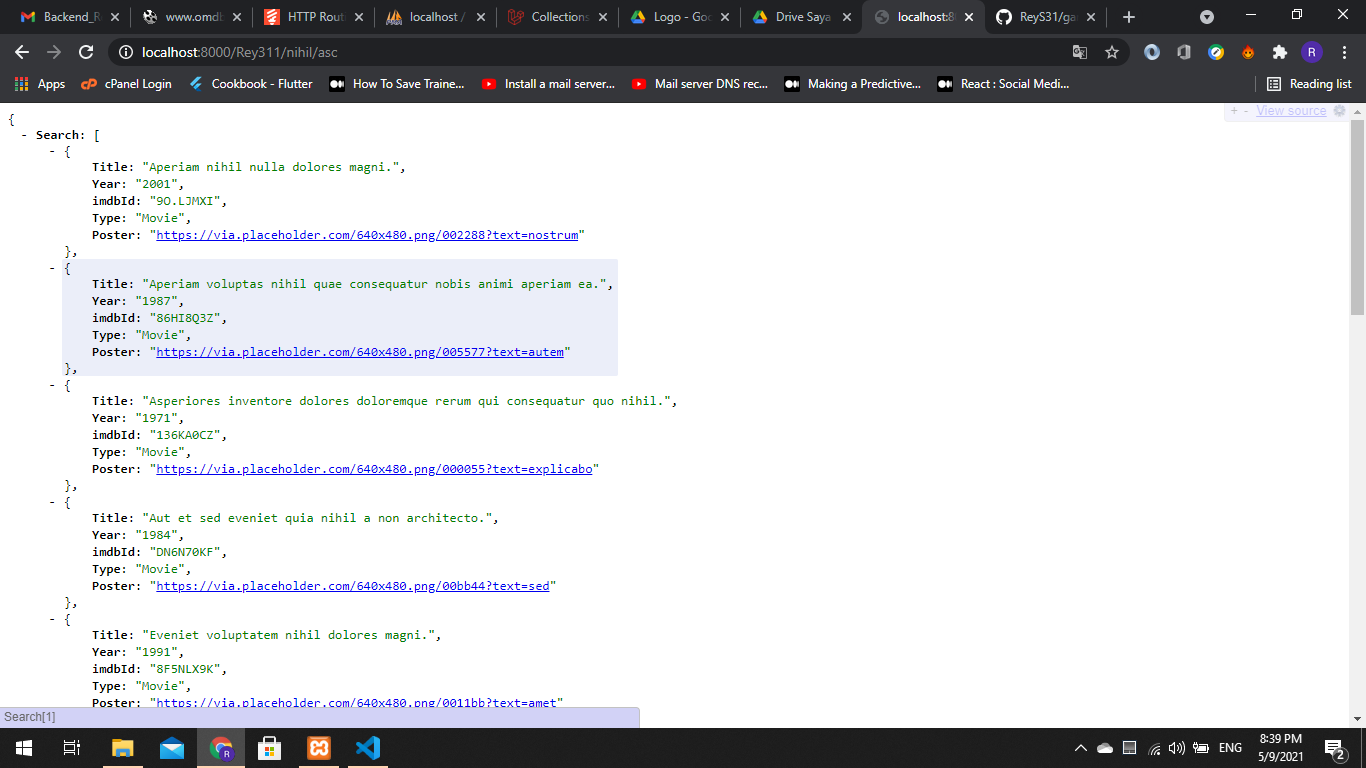 Backend_R
www.omdb
HTTP Rout
localhost /
Collections
Logo - Goo
Drive Saya
localhost:80
ReyS31/ga
localhost:8000/Rey311/nihil/asc
R
Apps
cPanel Login
Cookbook - Flutter
How To Save Traine...
Install a mail server...
Mail server DNS rec...
Making a Predictive...
React : Social Medi...
Reading list
+ - View source
{
- Search: [
- {
Title: "Aperiam nihil nulla dolores magni.",
Year: "2001",
imdbId: "9O.LJMXI",
Type: "Movie",
Poster: "https://via.placeholder.com/640x480.png/002288?text=nostrum"
},
- {
Title: "Aperiam voluptas nihil quae consequatur nobis animi aperiam ea.",
Year: "1987",
imdbId: "86HI8Q3Z",
Type: "Movie",
Poster: "https://via.placeholder.com/640x480.png/005577?text=autem"
},
- {
Title: "Asperiores inventore dolores doloremque rerum qui consequatur quo nihil.",
Year: "1971",
imdbId: "136KA0CZ",
Type: "Movie",
Poster: "https://via.placeholder.com/640x480.png/000055?text=explicabo"
},
- {
Title: "Aut et sed eveniet quia nihil a non architecto.",
Year: "1984",
imdbId: "DN6N70KF",
Type: "Movie",
Poster: "https://via.placeholder.com/640x480.png/00bb44?text=sed"
},
- {
Title: "Eveniet voluptatem nihil dolores magni.",
Year: "1991",
imdbId: "8F5NLX9K",
Type: "Movie",
Poster: "https://via.placeholder.com/640x480.png/0011bb?text=amet"
Search[1]
ENG
8:39 PM
5/9/2021
2